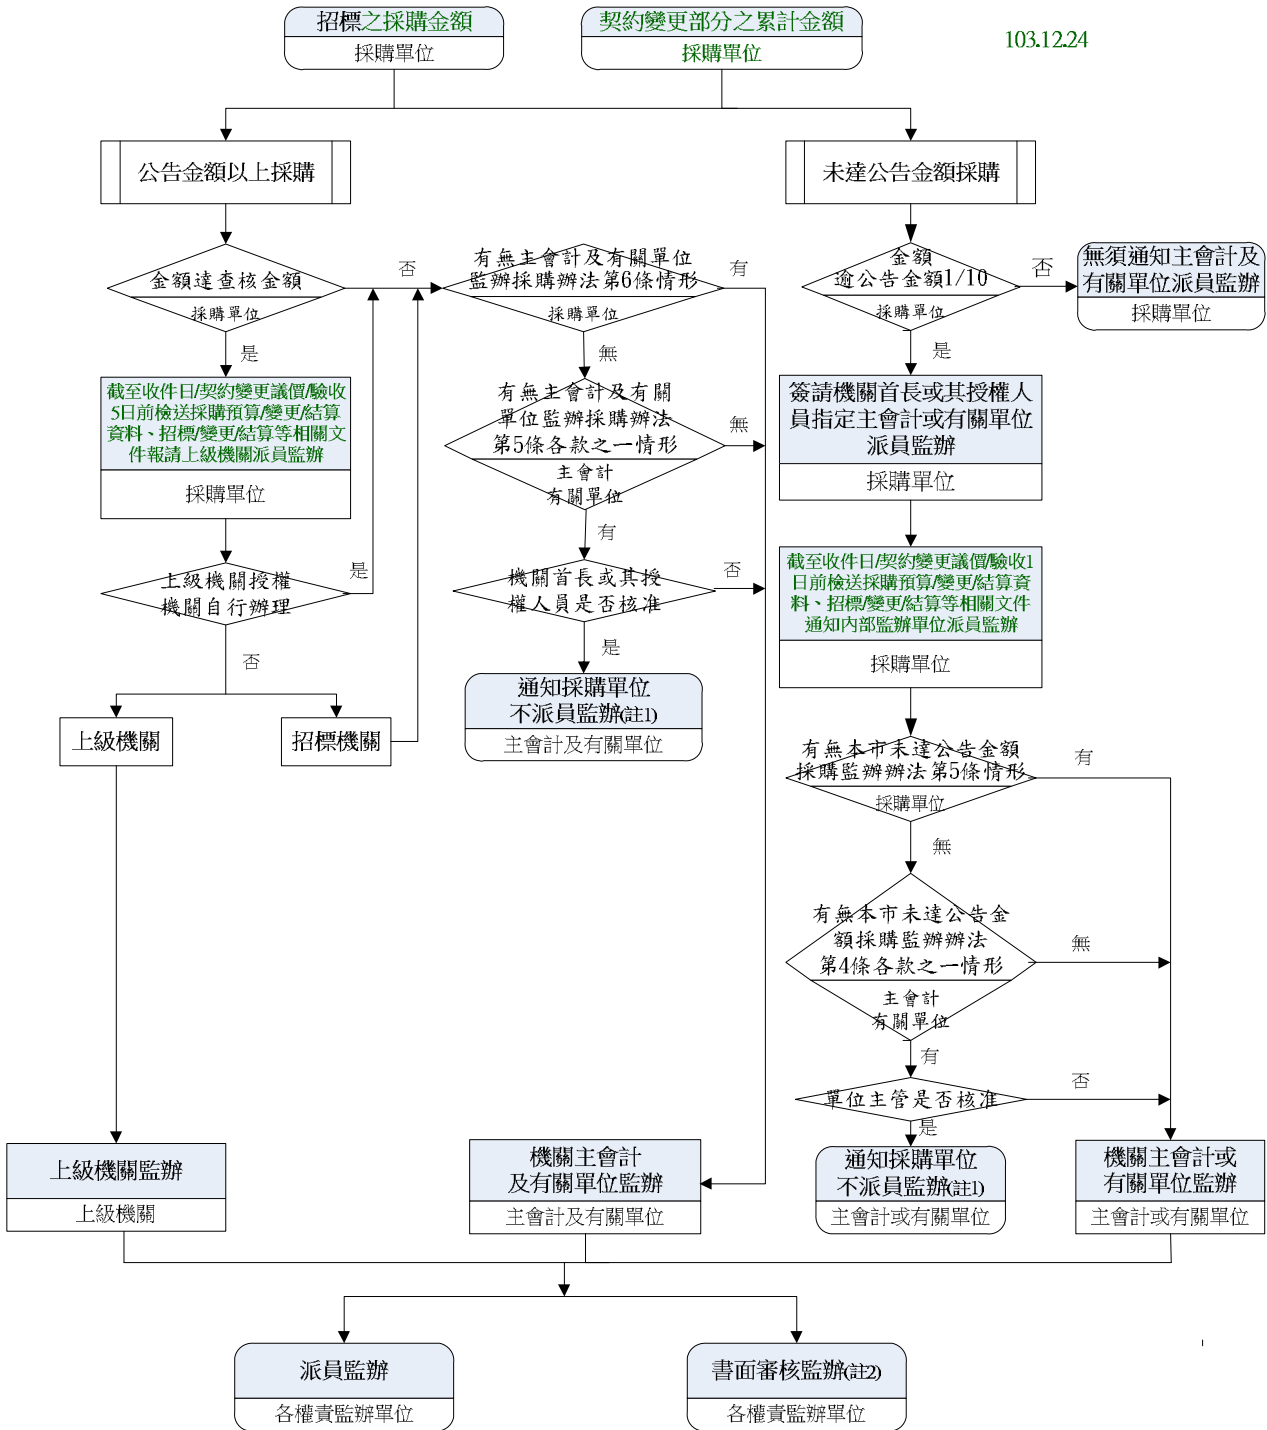 招標之採購金額
採購單位
契約變更部分之累計金額
採購單位
103.12.24
公告金額以上採購
未達公告金額採購
金額達查核金額
採購單位
否
是
有無主會計及有關單位
監辦採購辦法第6條情形
採購單位
有
無
金額
逾公告金額1/10
採購單位
否
是
無須通知主會計及
有關單位派員監辦
採購單位
截至收件日/契約變更議價/驗收
5日前檢送採購預算/變更/結算
資料、招標/變更/結算等相關文
件報請上級機關派員監辦
採購單位
有無主會計及有關
單位監辦採購辦法
第5條各款之一情形
主會計
有關單位
無
有
簽請機關首長或其授權人
員指定主會計或有關單位
派員監辦
採購單位
上級機關授權
機關自行辦理
是
否
機關首長或其授
權人員是否核准
否
是
截至收件日/契約變更議價/驗收1
日前檢送採購預算/變更/結算資
料、招標/變更/結算等相關文件
通知內部監辦單位派員監辦
採購單位
上級機關
招標機關
通知採購單位
不派員監辦(註1)
主會計及有關單位
有無本市未達公告金額
採購監辦辦法第5條情形
採購單位
有
無
有無本市未達公告金
額採購監辦辦法
第4條各款之一情形
主會計
有關單位
無
有
單位主管是否核准
否
是
上級機關監辦
上級機關
機關主會計
及有關單位監辦
主會計及有關單位
通知採購單位
不派員監辦(註1)
主會計或有關單位
機關主會計或
有關單位監辦
主會計或有關單位
派員監辦
各權責監辦單位
書面審核監辦(註2)
各權責監辦單位